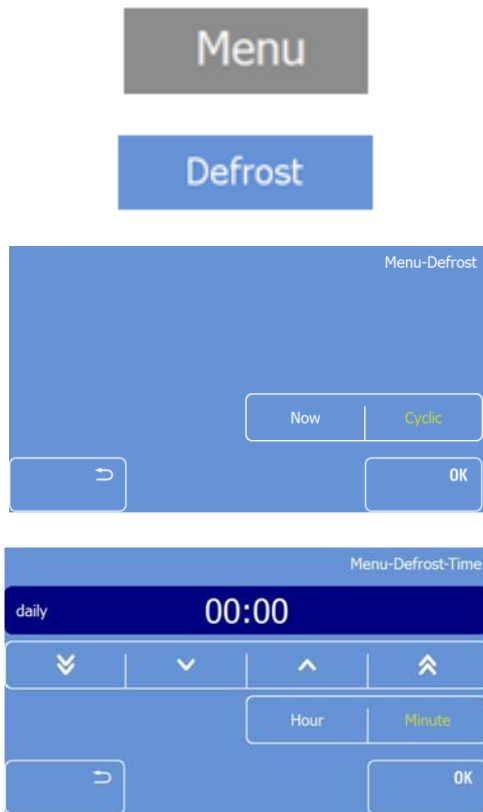 Menu
Defrost
Menu-Defrost
Now Cyclic
OK
Menu-Defrost-Time
daily 00:00
Hour Minute
OK